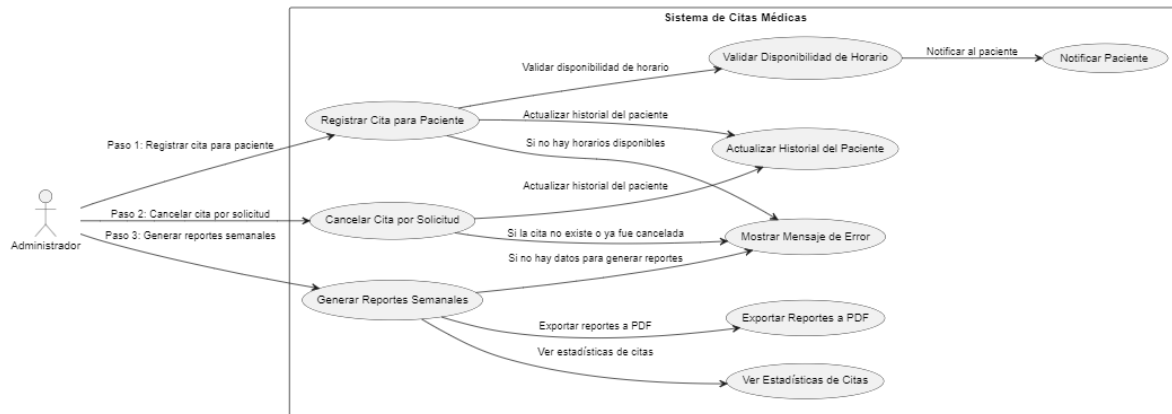 Sistema de Citas Médicas
Validar Disponibilidad de Horario
Notificar al paciente
Notificar Paciente
Validar disponibilidad de horario
Registrar Cita para Paciente
Actualizar historial del paciente
Si no hay horarios disponibles
Actualizar Historial del Paciente
Paso 1: Registrar cita para paciente
Actualizar historial del paciente
Paso 2: Cancelar cita por solicitud
Cancelar Cita por Solicitud
Si la cita no existe o ya fue cancelada
Mostrar Mensaje de Error
Paso 3: Generar reportes semanales
Administrador
Si no hay datos para generar reportes
Generar Reportes Semanales
Exportar reportes a PDF
Exportar Reportes a PDF
Ver estadísticas de citas
Ver Estadísticas de Citas